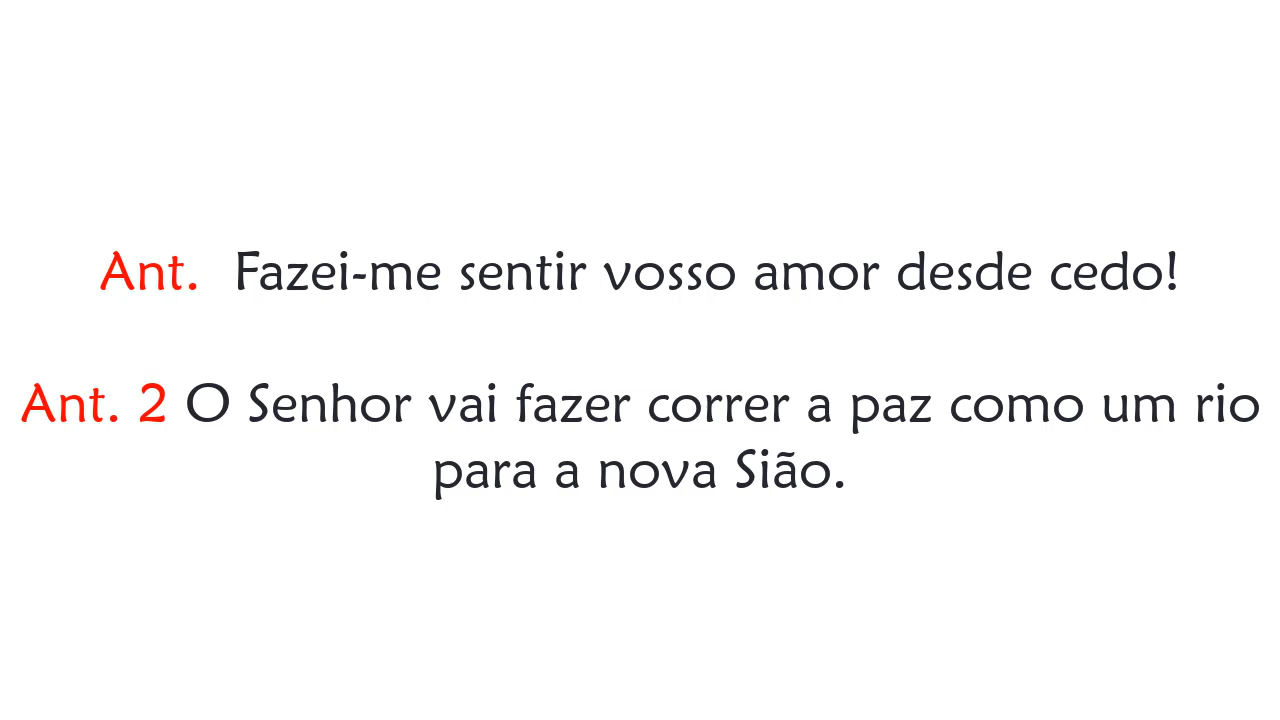 Ant. Fazei-me sentir vosso amor desde cedo!
Ant. 2 O Senhor vai fazer correr a paz como um rio
para a nova Sião.